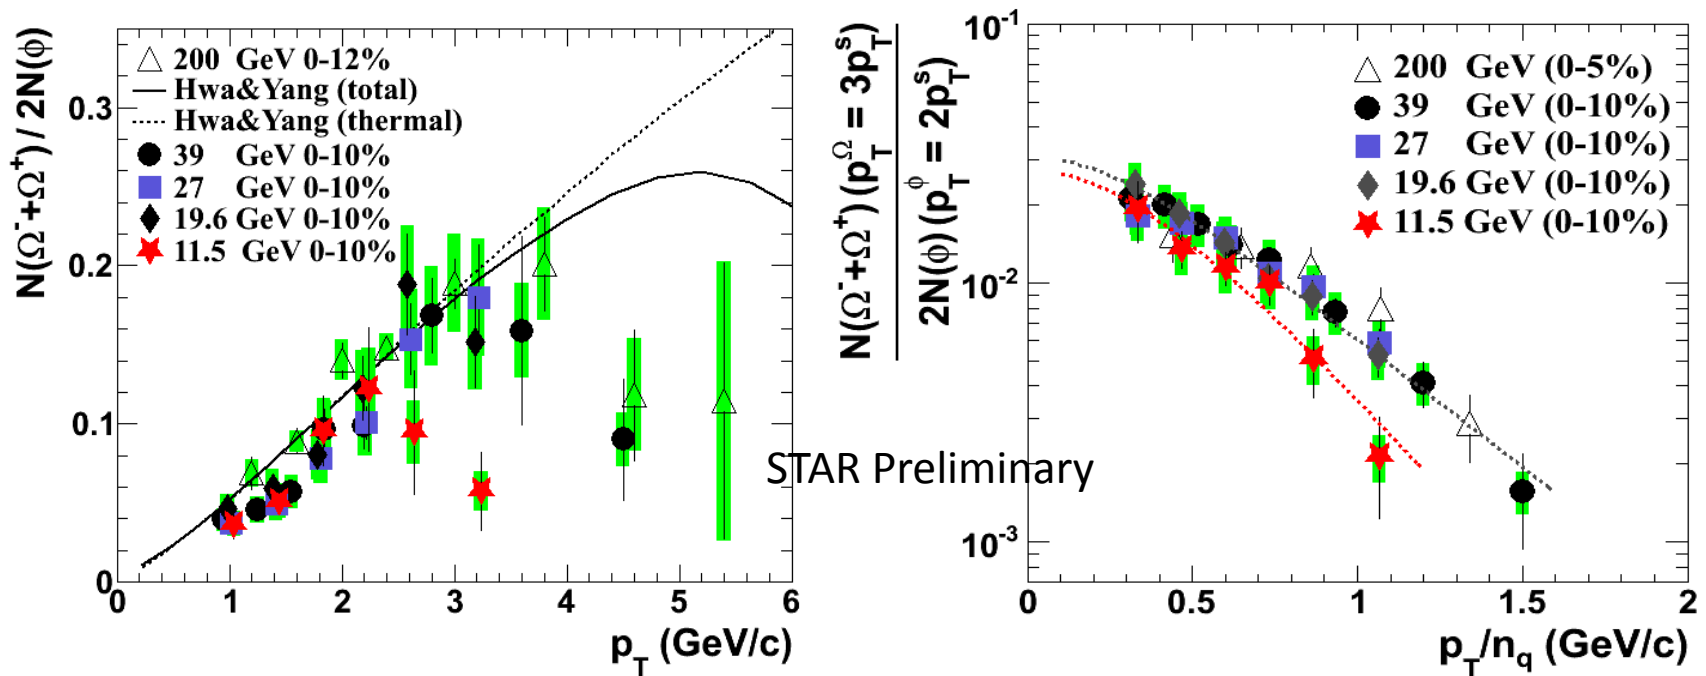 N(Ω⁻+Ω⁺) / 2N(ϕ)
200 GeV 0-12%
Hwa&Yang (total)
Hwa&Yang (thermal)
39 GeV 0-10%
27 GeV 0-10%
19.6 GeV 0-10%
11.5 GeV 0-10%
0.3
0.2
0.1
0
0 1 2 3 4 5 6
p_T (GeV/c)
STAR Preliminary
N(Ω⁻+Ω⁺) (p_T^Ω = 3p_T^s)
2N(ϕ) (p_T^ϕ = 2p_T^s)
200 GeV (0-5%)
39 GeV (0-10%)
27 GeV (0-10%)
19.6 GeV (0-10%)
11.5 GeV (0-10%)
10⁻¹
10⁻²
10⁻³
0 0.5 1 1.5 2
p_T/n_q (GeV/c)